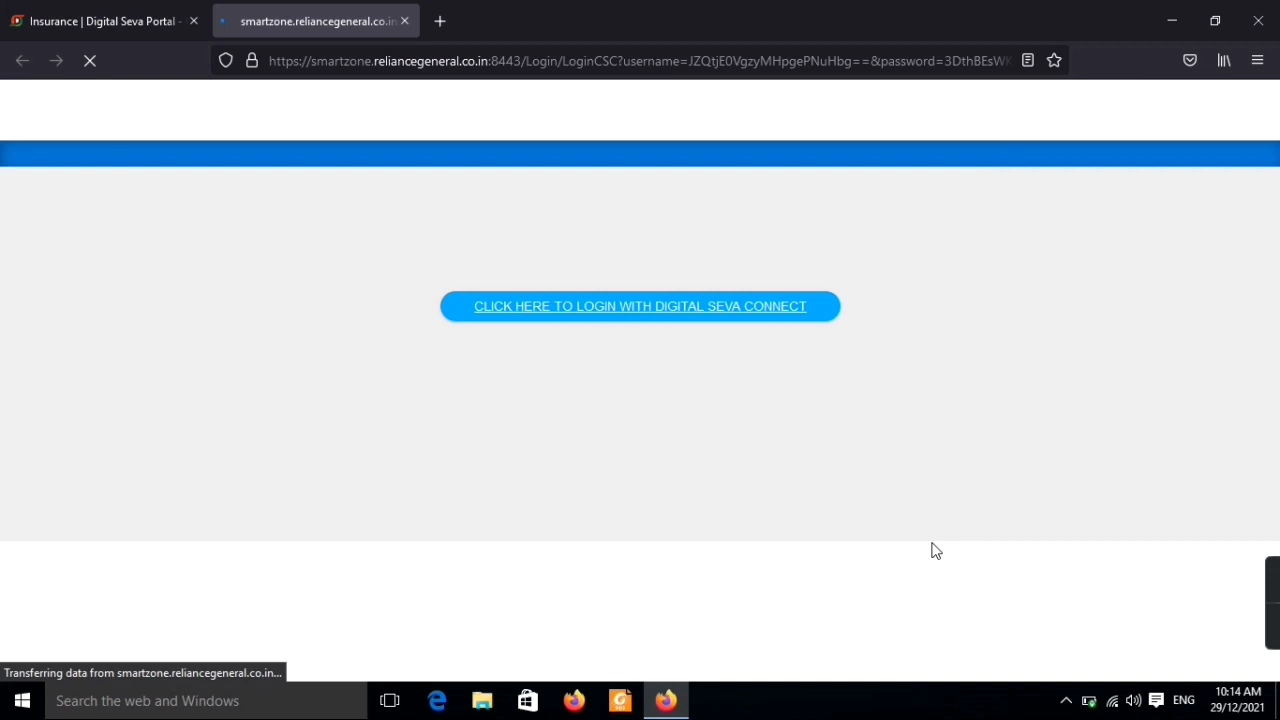 Insurance | Digital Seva Portal -
smartzone.reliancegeneral.co.in
https://smartzone.reliancegeneral.co.in:8443/Login/LoginCSC?username=JZQtjE0VgzyMHpgePNuHbg==&password=3DthBEsWK
CLICK HERE TO LOGIN WITH DIGITAL SEVA CONNECT
Transferring data from smartzone.reliancegeneral.co.in...
Search the web and Windows
ENG
10:14 AM
29/12/2021